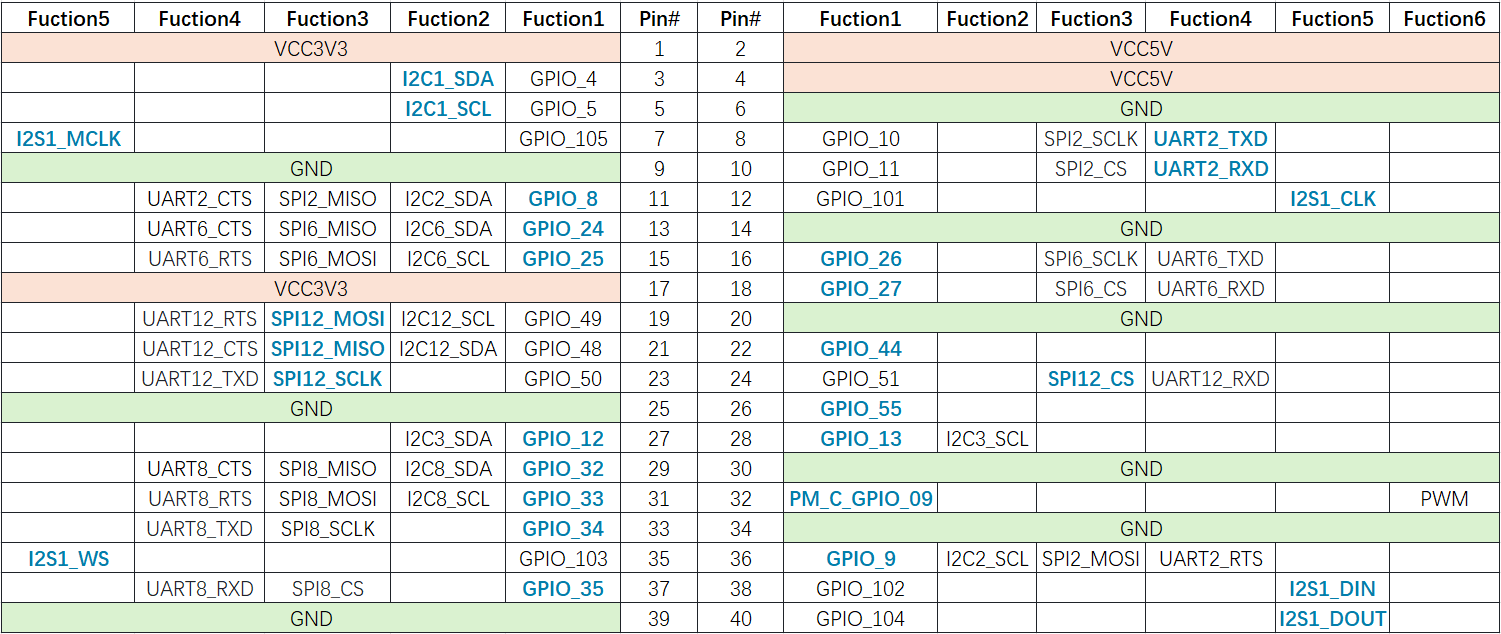 Fuction5 Fuction4 Fuction3 Fuction2 Fuction1 Pin# Pin# Fuction1 Fuction2 Fuction3 Fuction4 Fuction5 Fuction6
VCC3V3 1 2 VCC5V
I2C1_SDA GPIO_4 3 4 VCC5V
I2C1_SCL GPIO_5 5 6 GND
I2S1_MCLK GPIO_105 7 8 GPIO_10 SPI2_SCLK UART2_TXD
GND 9 10 GPIO_11 SPI2_CS UART2_RXD
UART2_CTS SPI2_MISO I2C2_SDA GPIO_8 11 12 GPIO_101 I2S1_CLK
UART6_CTS SPI6_MISO I2C6_SDA GPIO_24 13 14 GND
UART6_RTS SPI6_MOSI I2C6_SCL GPIO_25 15 16 GPIO_26 SPI6_SCLK UART6_TXD
VCC3V3 17 18 GPIO_27 SPI6_CS UART6_RXD
UART12_RTS SPI12_MOSI I2C12_SCL GPIO_49 19 20 GND
UART12_CTS SPI12_MISO I2C12_SDA GPIO_48 21 22 GPIO_44
UART12_TXD SPI12_SCLK GPIO_50 23 24 GPIO_51 SPI12_CS UART12_RXD
GND 25 26 GPIO_55
I2C3_SDA GPIO_12 27 28 GPIO_13 I2C3_SCL
UART8_CTS SPI8_MISO I2C8_SDA GPIO_32 29 30 GND
UART8_RTS SPI8_MOSI I2C8_SCL GPIO_33 31 32 PM_C_GPIO_09 PWM
UART8_TXD SPI8_SCLK GPIO_34 33 34 GND
I2S1_WS GPIO_103 35 36 GPIO_9 I2C2_SCL SPI2_MOSI UART2_RTS
UART8_RXD SPI8_CS GPIO_35 37 38 GPIO_102 I2S1_DIN
GND 39 40 GPIO_104 I2S1_DOUT